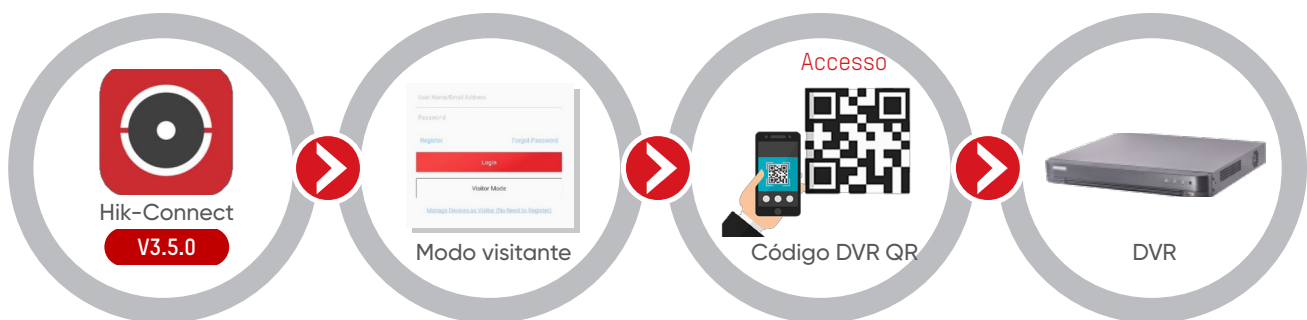 Hik-Connect
V3.5.0
User Name/Email Address
Password
Register Forgot Password
Login
Visitor Mode
Manage Devices as Visitor (No Need to Register)
Modo visitante
Accesso
Código DVR QR
DVR